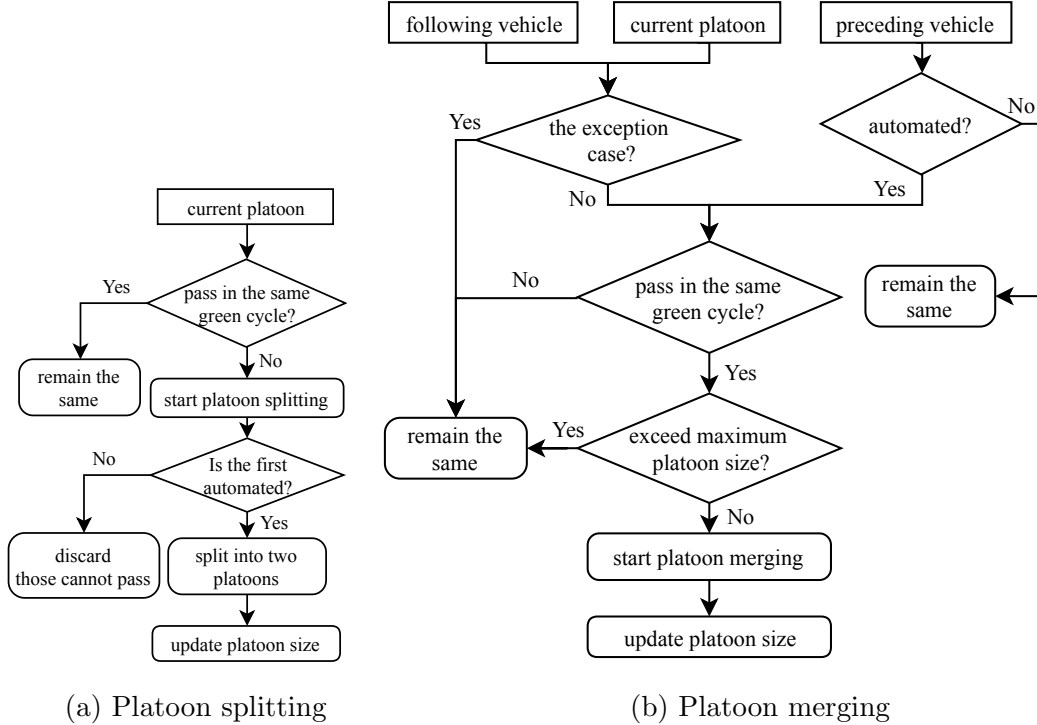 current platoon
Yes
pass in the same
green cycle?
No
remain the
same
start platoon splitting
No
Is the first
automated?
Yes
discard
those cannot pass
split into two
platoons
update platoon size
(a) Platoon splitting
following vehicle
current platoon
preceding vehicle
Yes
the exception
case?
No
automated?
No
Yes
No
pass in the same
green cycle?
remain the
same
Yes
remain the
same
Yes
exceed maximum
platoon size?
No
start platoon merging
update platoon size
(b) Platoon merging